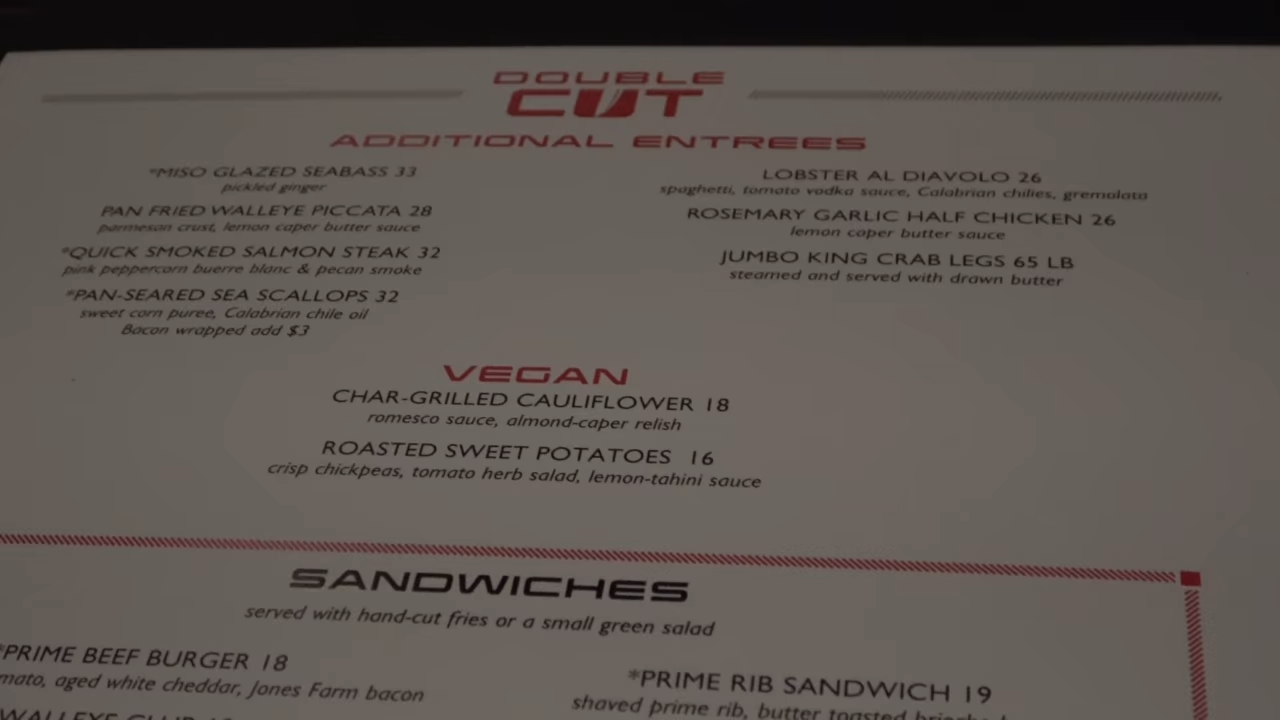 DOUBLE
CUT
ADDITIONAL ENTREES
*MISO GLAZED SEABASS 33
pickled ginger
PAN FRIED WALLEYE PICCATA 28
parmesan crust, lemon caper butter sauce
*QUICK SMOKED SALMON STEAK 32
pink peppercorn buerre blanc & pecan smoke
*PAN-SEARED SEA SCALLOPS 32
sweet corn puree, Calabrian chile oil
Bacon wrapped add $3
LOBSTER AL DIAVOLO 26
spaghetti, tomato vodka sauce, Calabrian chilies, gremolata
ROSEMARY GARLIC HALF CHICKEN 26
lemon caper butter sauce
JUMBO KING CRAB LEGS 65 LB
steamed and served with drawn butter
VEGAN
CHAR-GRILLED CAULIFLOWER 18
romesco sauce, almond-caper relish
ROASTED SWEET POTATOES 16
crisp chickpeas, tomato herb salad, lemon-tahini sauce
SANDWICHES
served with hand-cut fries or a small green salad
*PRIME BEEF BURGER 18
mato, aged white cheddar, Jones Farm bacon
WALLEYE CLUB
*PRIME RIB SANDWICH 19
shaved prime rib, butter toasted